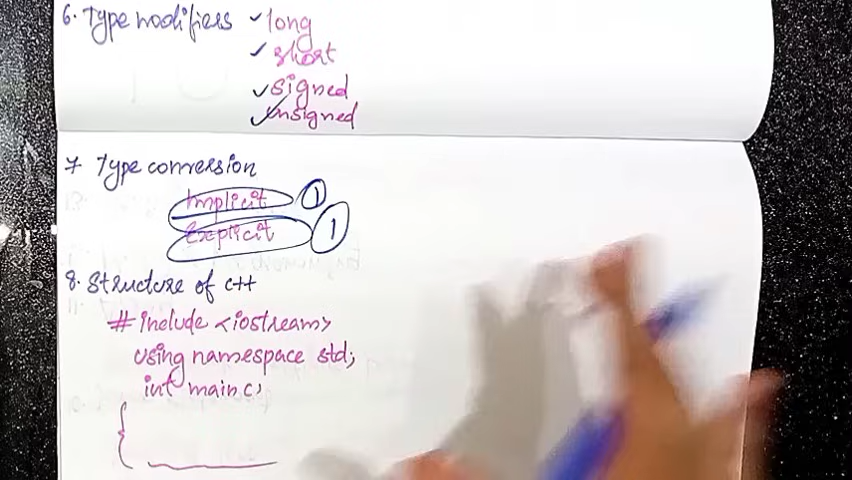 6. Type modifiers ✓ long
✓ short
✓ signed
✓ unsigned
7 Type conversion
Implicit 1
Explicit 1
8. Structure of C++
# include <iostream>
using namespace std;
int main()
{